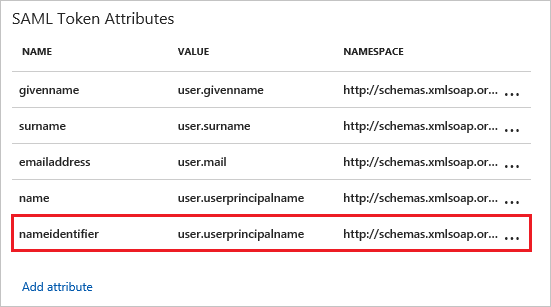 SAML Token Attributes
NAME VALUE NAMESPACE
givenname user.givenname http://schemas.xmlsoap.or... ...
surname user.surname http://schemas.xmlsoap.or... ...
emailaddress user.mail http://schemas.xmlsoap.or... ...
name user.userprincipalname http://schemas.xmlsoap.or... ...
nameidentifier user.userprincipalname http://schemas.xmlsoap.or... ...
Add attribute